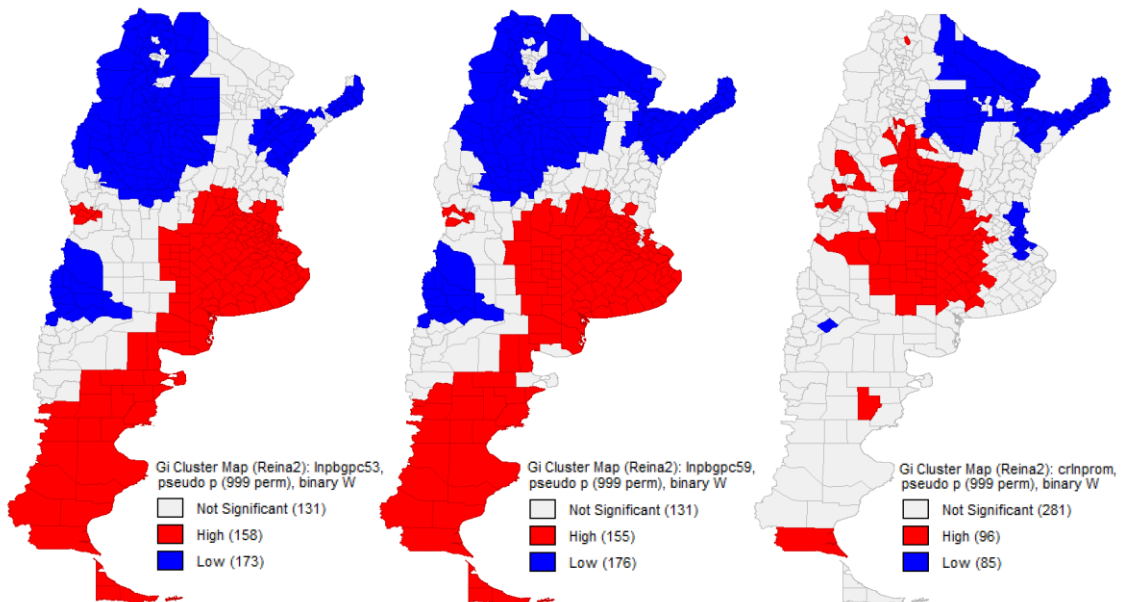 Gi Cluster Map (Reina2): lnpbgpc53,
pseudo p (999 perm), binary W
Not Significant (131)
High (158)
Low (173)
Gi Cluster Map (Reina2): lnpbgpc59,
pseudo p (999 perm), binary W
Not Significant (131)
High (155)
Low (176)
Gi Cluster Map (Reina2): crlnprom,
pseudo p (999 perm), binary W
Not Significant (281)
High (96)
Low (85)